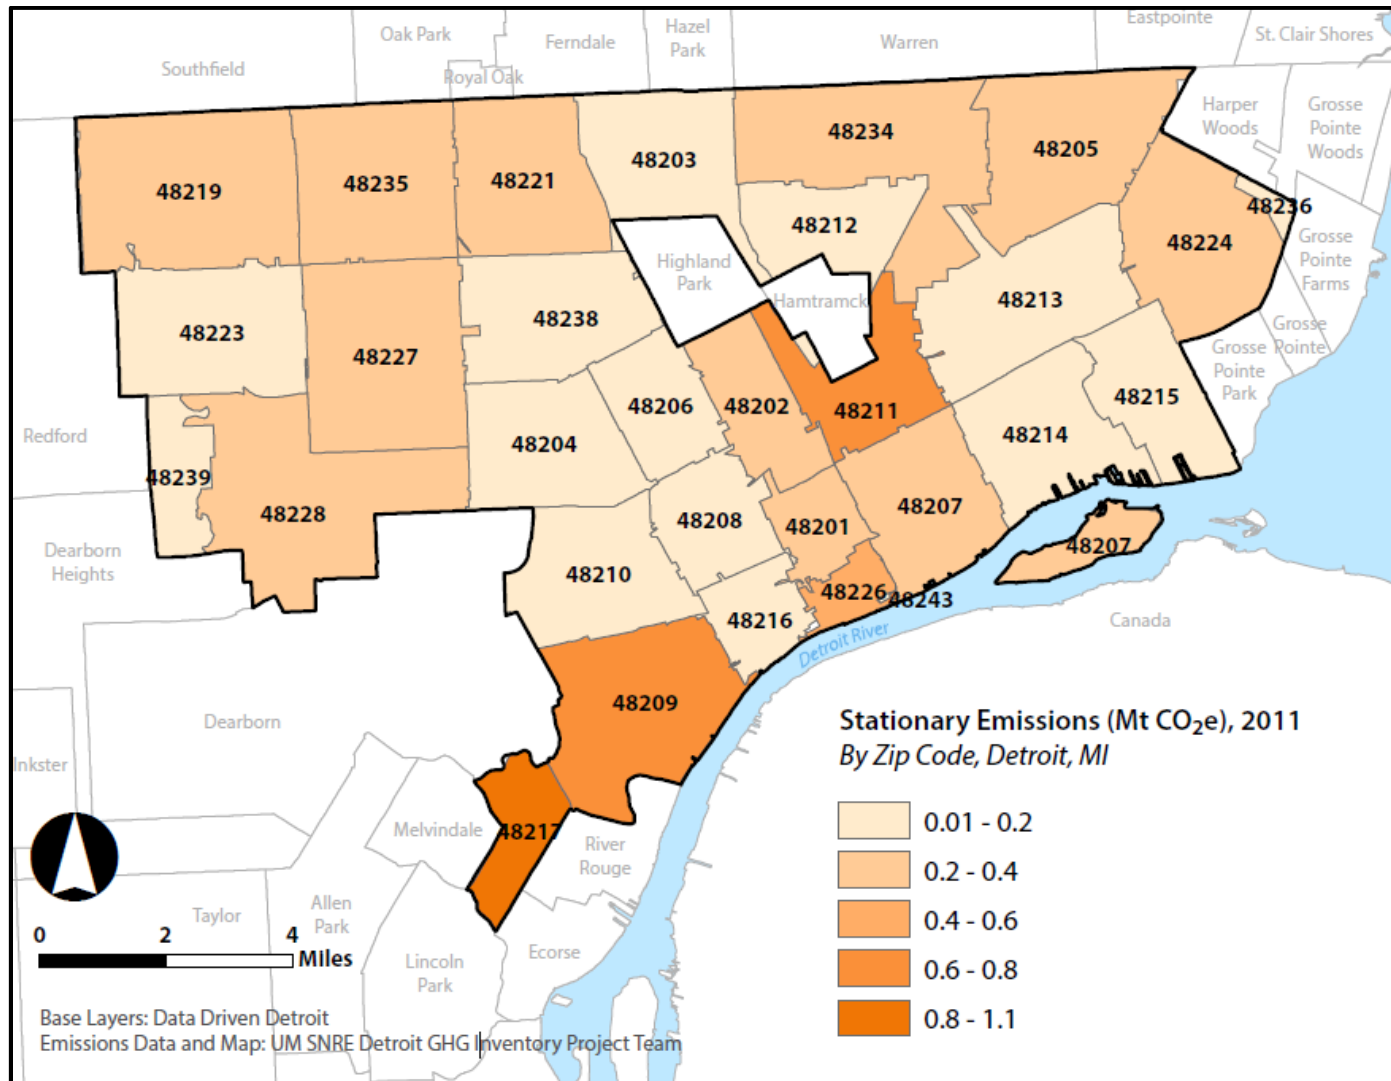 Eastpointe
Oak Park
Ferndale
Hazel
Park
Warren
St. Clair Shores
Southfield
Royal Oak
Harper
Woods
Grosse
Pointe
Woods
48234
48205
48203
48219
48235
48221
48236
48212
48224
Grosse
Pointe
Farms
Highland
Park
Hamtramck
48213
48223
48238
48227
Grosse
Pointe
Grosse
Pointe
Park
48206
48202
48211
48215
Redford
48204
48214
48239
48228
48208
48201
48207
48207
Dearborn
Heights
48210
48226
48243
48216
Canada
Detroit River
48209
Dearborn
Inkster
Stationary Emissions (Mt CO2e), 2011
By Zip Code, Detroit, MI
0.01 - 0.2
0.2 - 0.4
0.4 - 0.6
0.6 - 0.8
0.8 - 1.1
Melvindale
48217
River
Rouge
Taylor
Allen
Park
Lincoln
Park
Ecorse
0 2 4
Miles
Base Layers: Data Driven Detroit
Emissions Data and Map: UM SNRE Detroit GHG Inventory Project Team